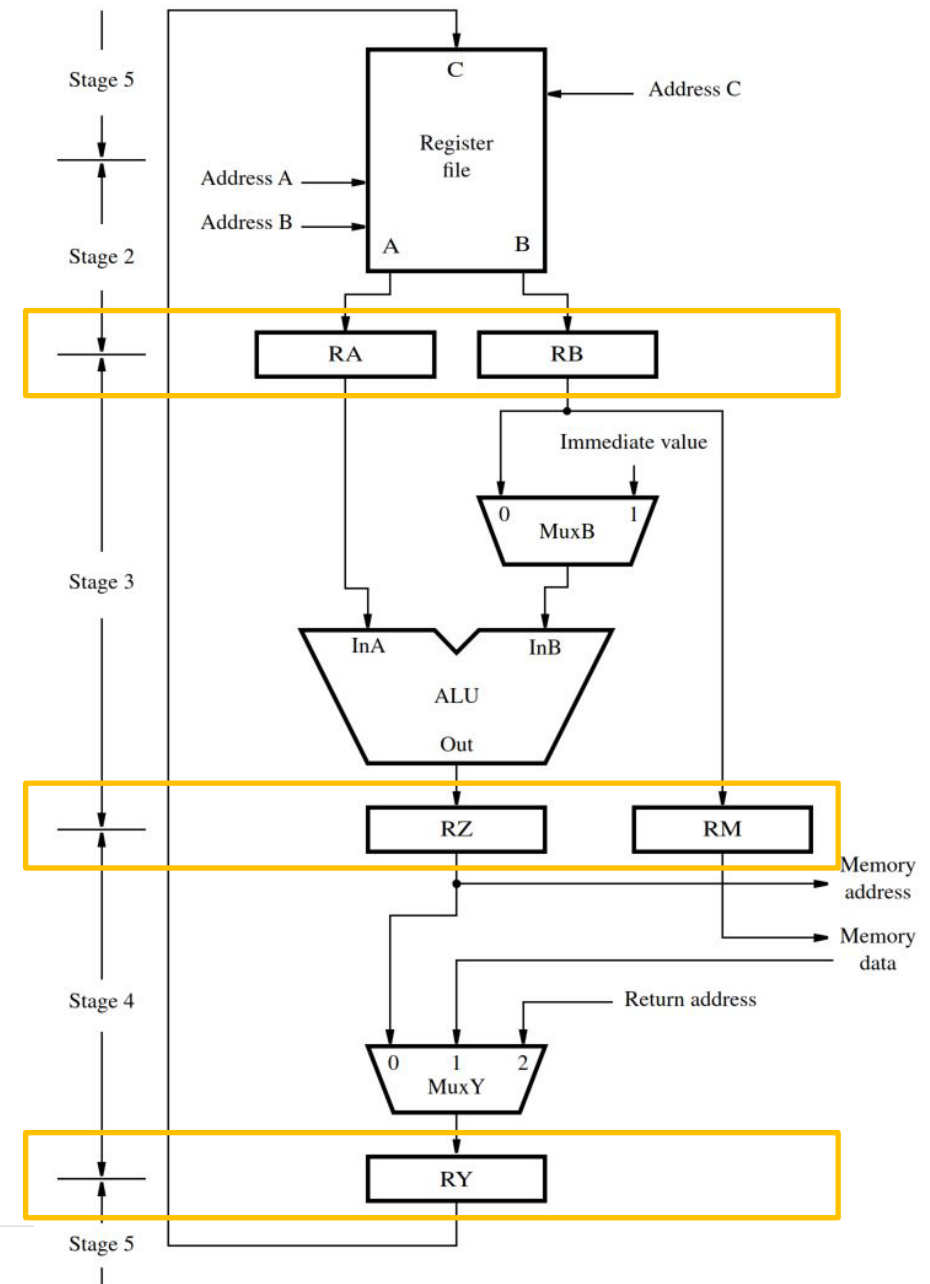 Stage 5
C
Address C
Register
file
Address A
Address B
A
B
Stage 2
RA
RB
Immediate value
0
1
MuxB
Stage 3
InA
InB
ALU
Out
RZ
RM
Memory
address
Memory
data
Stage 4
Return address
0
1
2
MuxY
RY
Stage 5